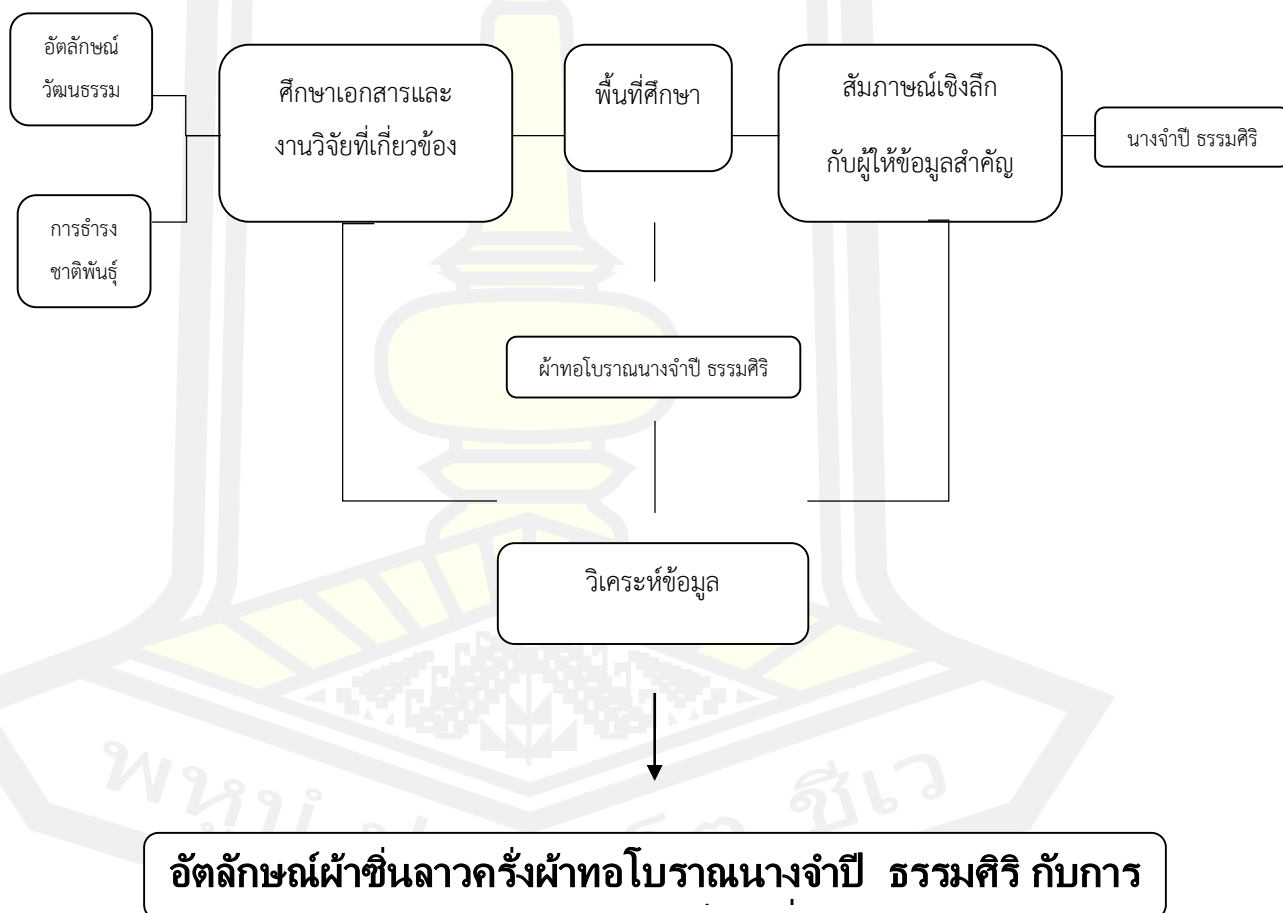 อัตลักษณ์
วัฒนธรรม
ศึกษาเอกสารและ
งานวิจัยที่เกี่ยวข้อง
พื้นที่ศึกษา
สัมภาษณ์เชิงลึก
กับผู้ให้ข้อมูลสำคัญ
นางจำปี ธรรมศิริ
การธำรง
ชาติพันธุ์
ผ้าทอโบราณนางจำปี ธรรมศิริ
วิเคระห์ข้อมูล
พหูนํ
ชีเว
อัตลักษณ์ผ้าซิ่นลาวครั่งผ้าทอโบราณนางจำปี ธรรมศิริ กับการ